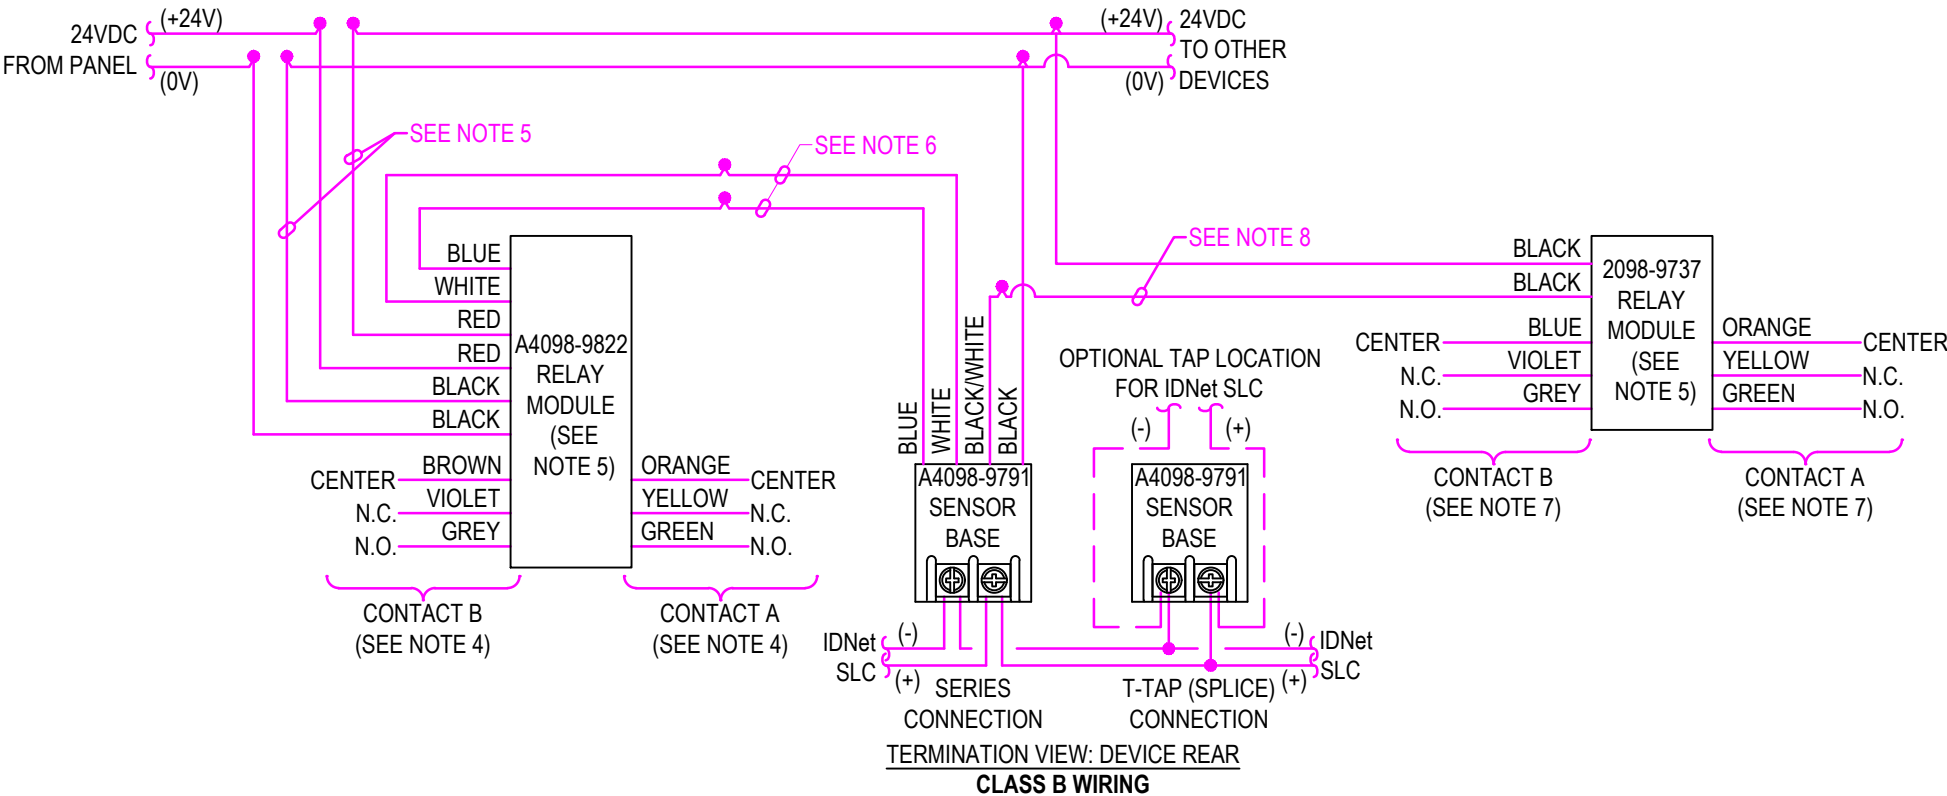 24VDC
FROM PANEL
(+24V)
(0V)
(+24V)
(0V)
24VDC
TO OTHER
DEVICES
SEE NOTE 5
SEE NOTE 6
SEE NOTE 8
BLUE
WHITE
RED
RED
BLACK
BLACK
BROWN
VIOLET
GREY
CENTER
N.C.
N.O.
A4098-9822
RELAY
MODULE
(SEE
NOTE 5)
ORANGE
YELLOW
GREEN
CENTER
N.C.
N.O.
CONTACT B
(SEE NOTE 4)
CONTACT A
(SEE NOTE 4)
BLUE
WHITE
BLACK/WHITE
BLACK
A4098-9791
SENSOR
BASE
OPTIONAL TAP LOCATION
FOR IDNet SLC
(-)
(+)
A4098-9791
SENSOR
BASE
IDNet
SLC
(-)
(+)
SERIES
CONNECTION
T-TAP (SPLICE)
CONNECTION
(-)
(+)
IDNet
SLC
BLACK
BLACK
BLUE
VIOLET
GREY
CENTER
N.C.
N.O.
2098-9737
RELAY
MODULE
(SEE
NOTE 5)
ORANGE
YELLOW
GREEN
CENTER
N.C.
N.O.
CONTACT B
(SEE NOTE 7)
CONTACT A
(SEE NOTE 7)
TERMINATION VIEW: DEVICE REAR
CLASS B WIRING